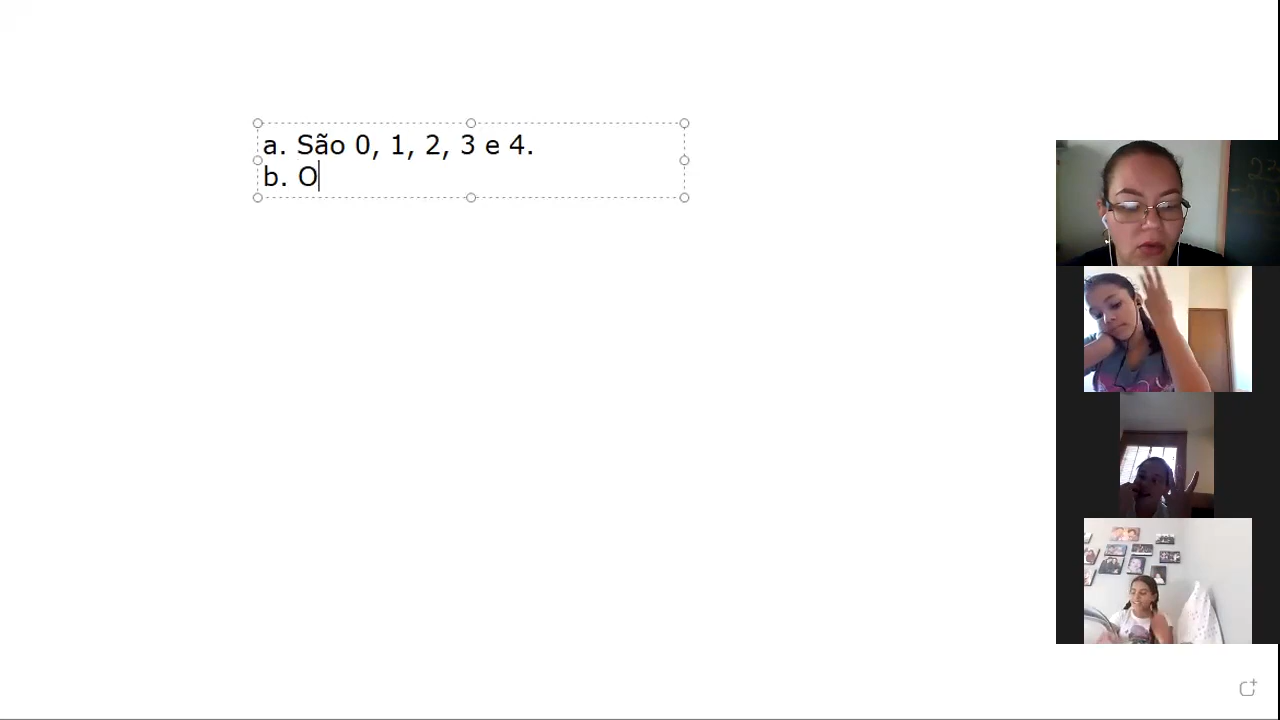 a. São 0, 1, 2, 3 e 4.
b. O